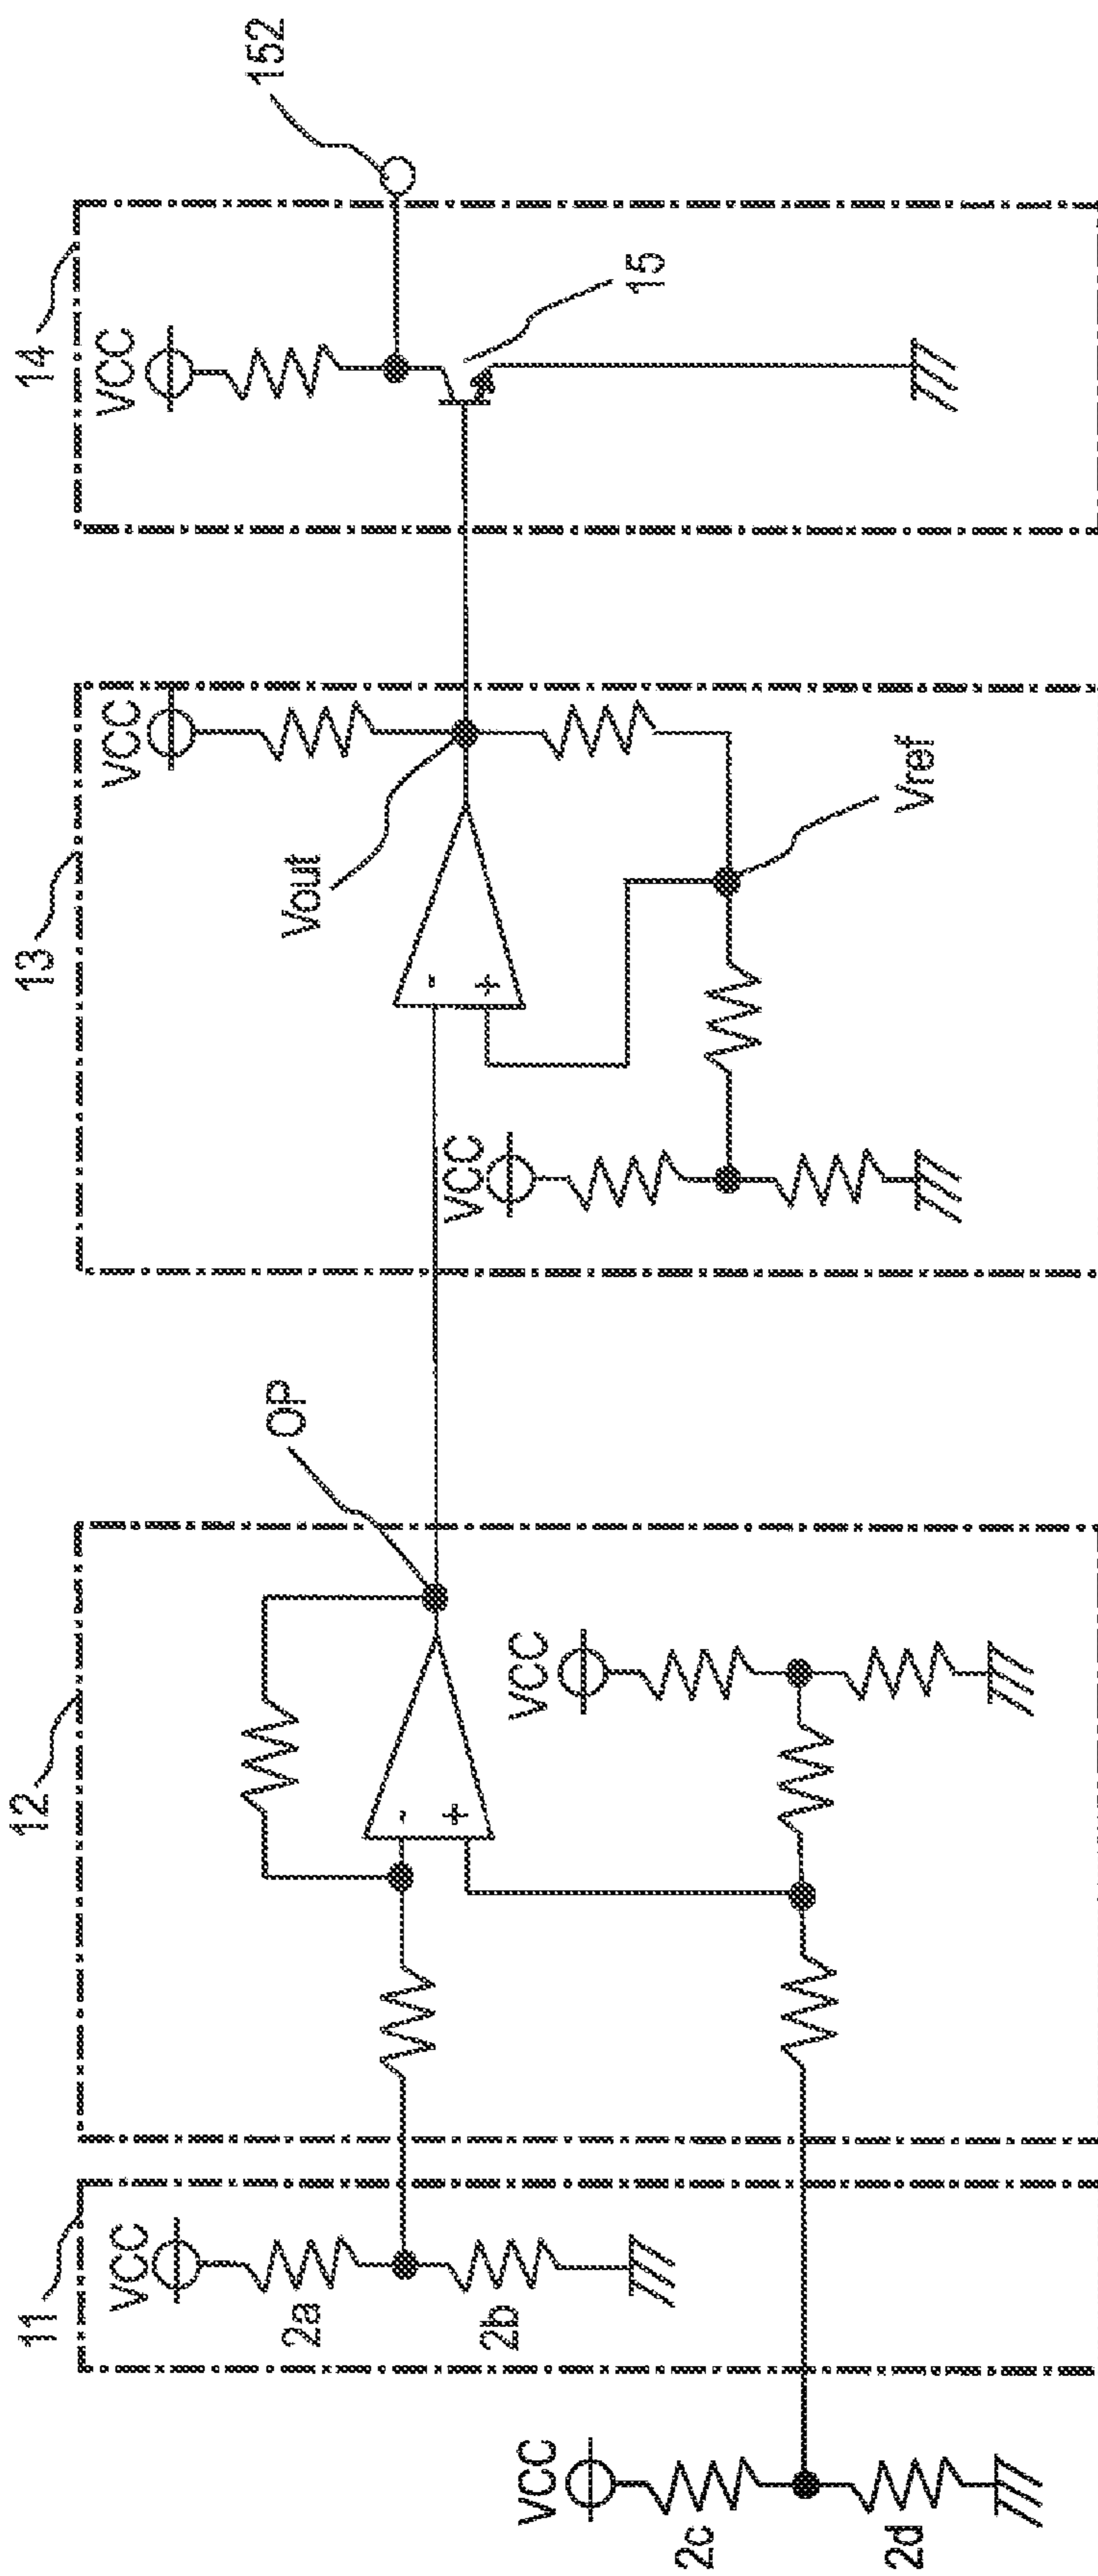 11
12
13
14
VCC
2a
2b
VCC
2c
2d
-
+
OP
VCC
-
+
Vout
VCC
VCC
Vref
VCC
15
152